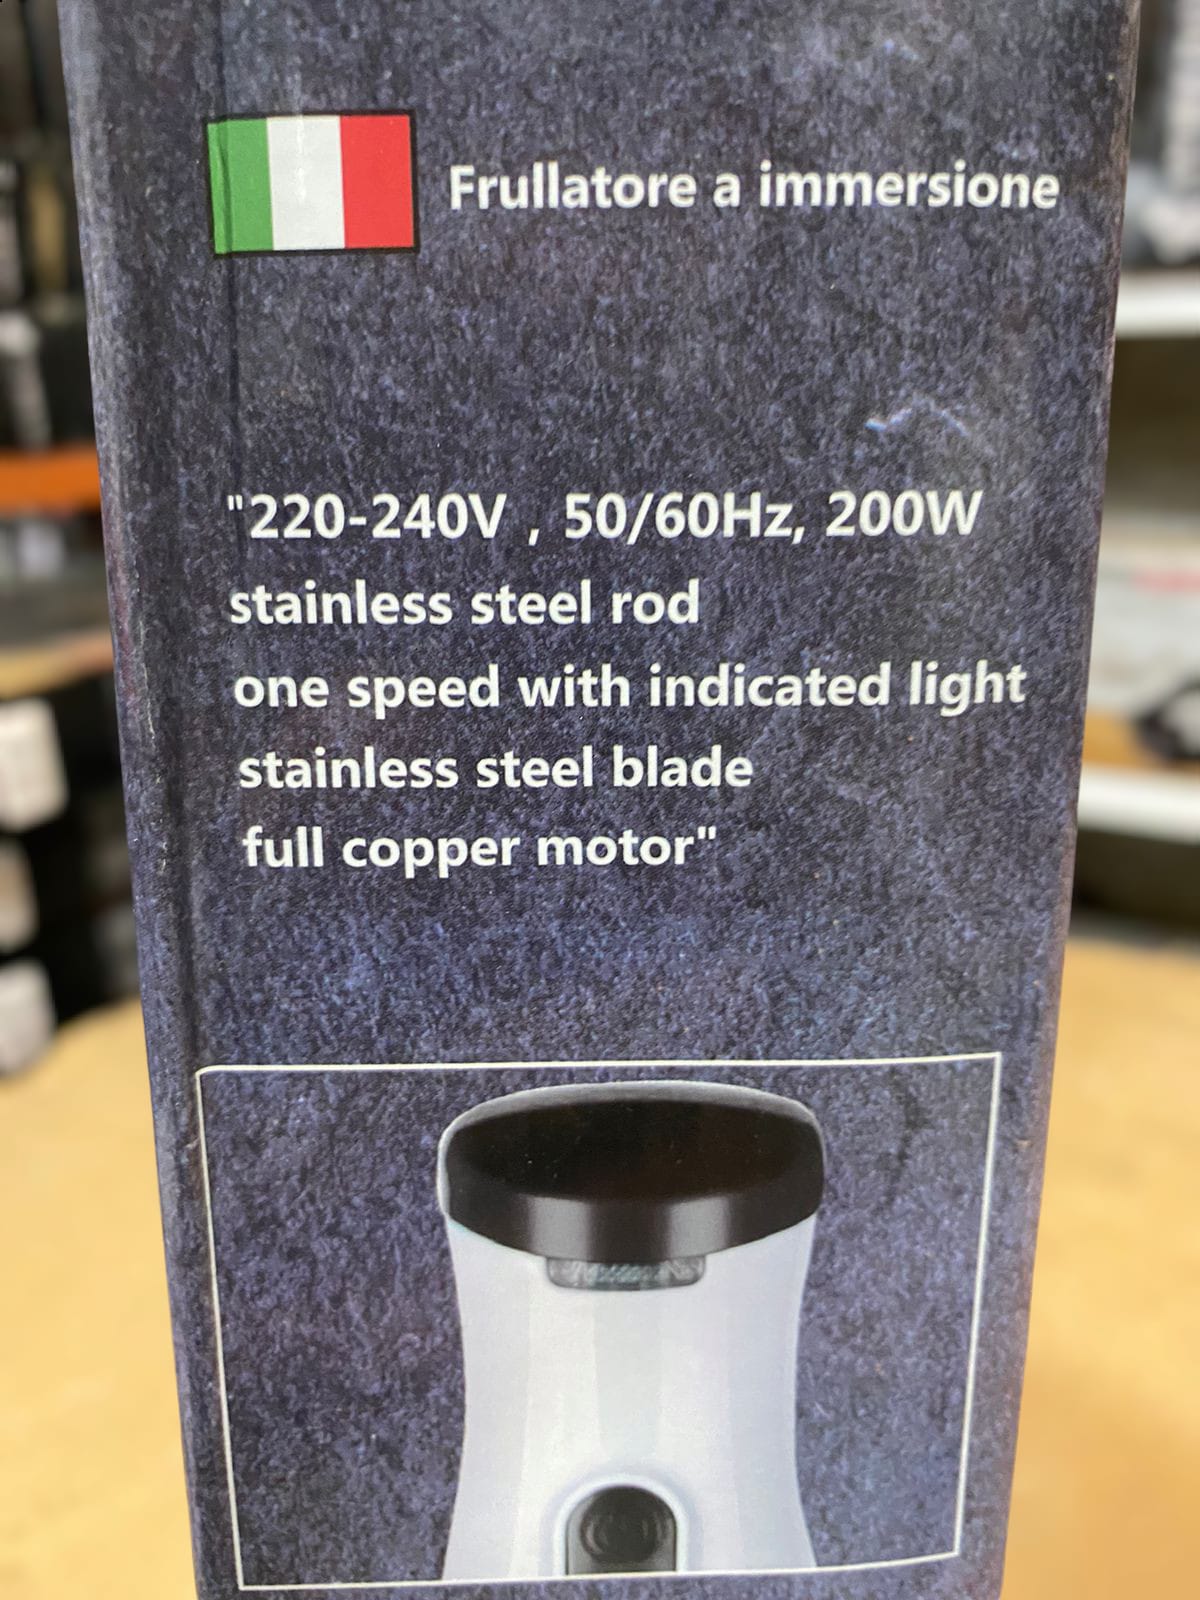 Frullatore a immersione
"220-240V , 50/60Hz, 200W
stainless steel rod
one speed with indicated light
stainless steel blade
full copper motor"